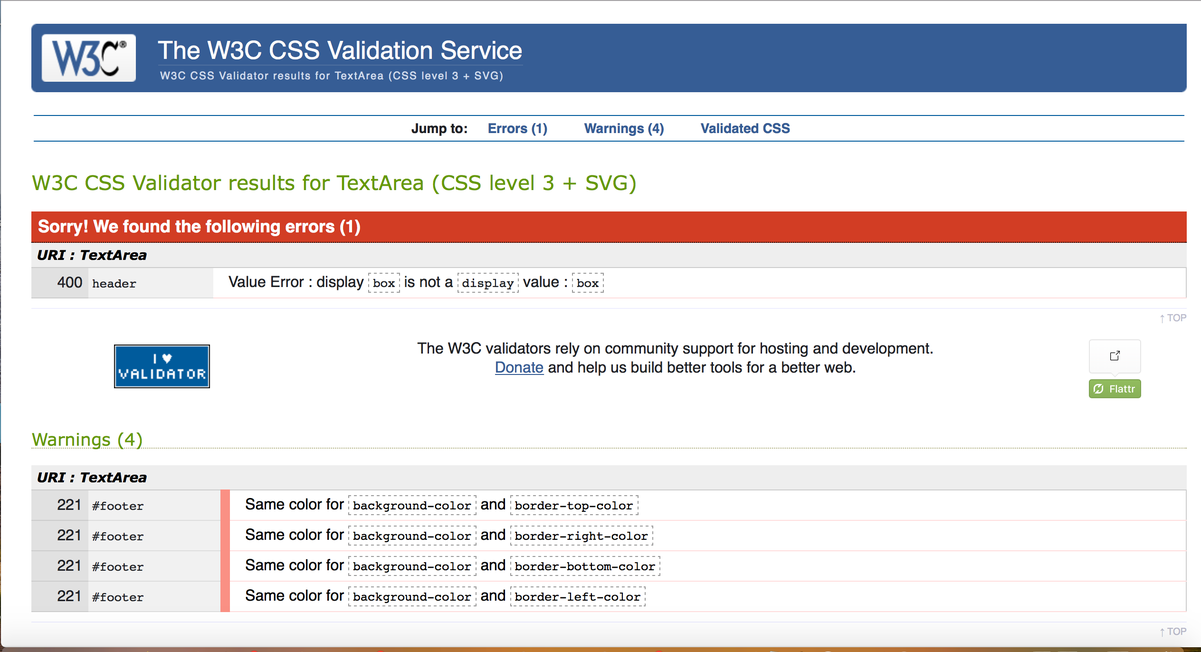 W3C® The W3C CSS Validation Service
W3C CSS Validator results for TextArea (CSS level 3 + SVG)
Jump to: Errors (1) Warnings (4) Validated CSS
W3C CSS Validator results for TextArea (CSS level 3 + SVG)
Sorry! We found the following errors (1)
URI : TextArea
400 header Value Error : display box is not a display value : box
↑ TOP
I ♥
VALIDATOR
The W3C validators rely on community support for hosting and development.
Donate and help us build better tools for a better web.
Flattr
Warnings (4)
URI : TextArea
221 #footer Same color for background-color and border-top-color
221 #footer Same color for background-color and border-right-color
221 #footer Same color for background-color and border-bottom-color
221 #footer Same color for background-color and border-left-color
↑ TOP